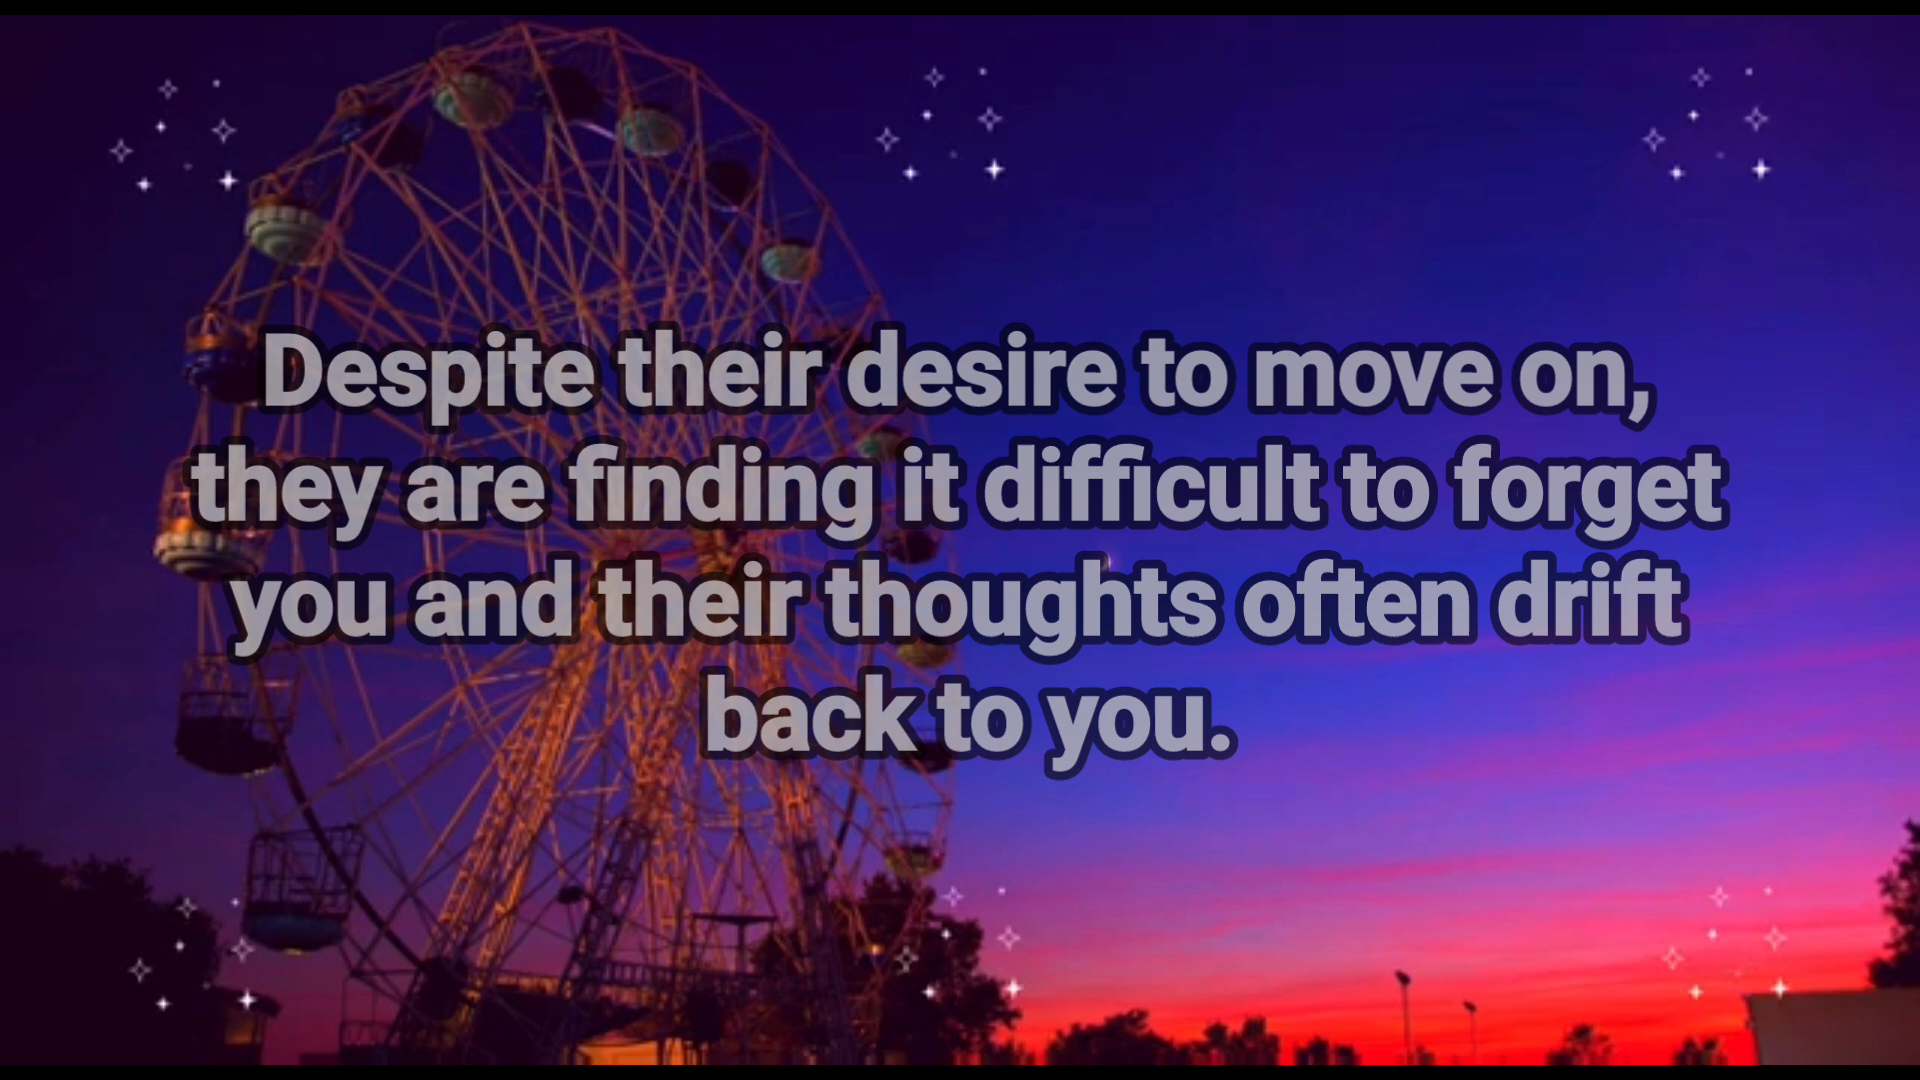 Despite their desire to move on,
they are finding it difficult to forget
you and their thoughts often drift
back to you.